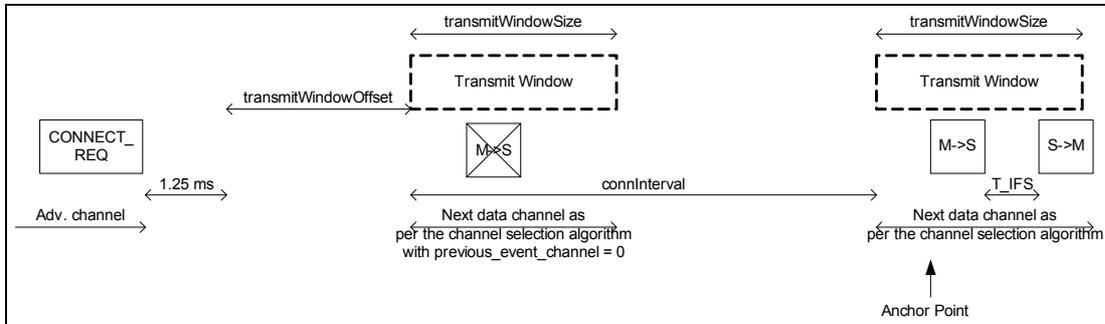 transmitWindowSize
transmitWindowSize
Transmit Window
Transmit Window
transmitWindowOffset
CONNECT_
REQ
M->S
M->S
S->M
1.25 ms
connInterval
T_IFS
Adv. channel
Next data channel as
per the channel selection algorithm
with previous_event_channel = 0
Next data channel as
per the channel selection algorithm
Anchor Point